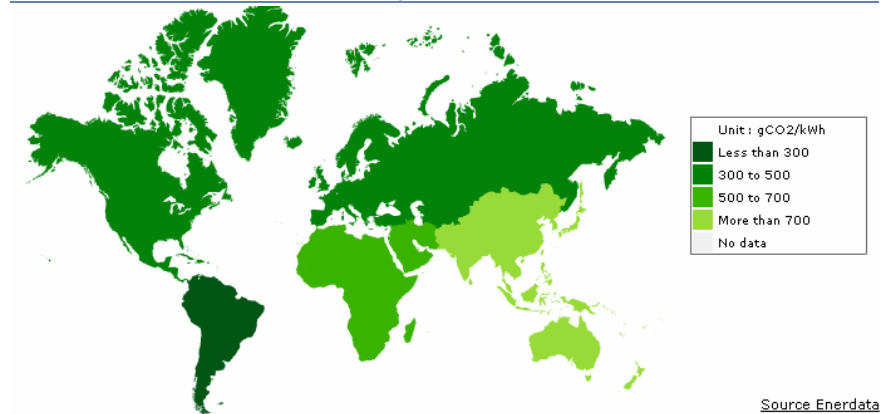 Unit : gCO2/kWh
Less than 300
300 to 500
500 to 700
More than 700
No data
Source Enerdata